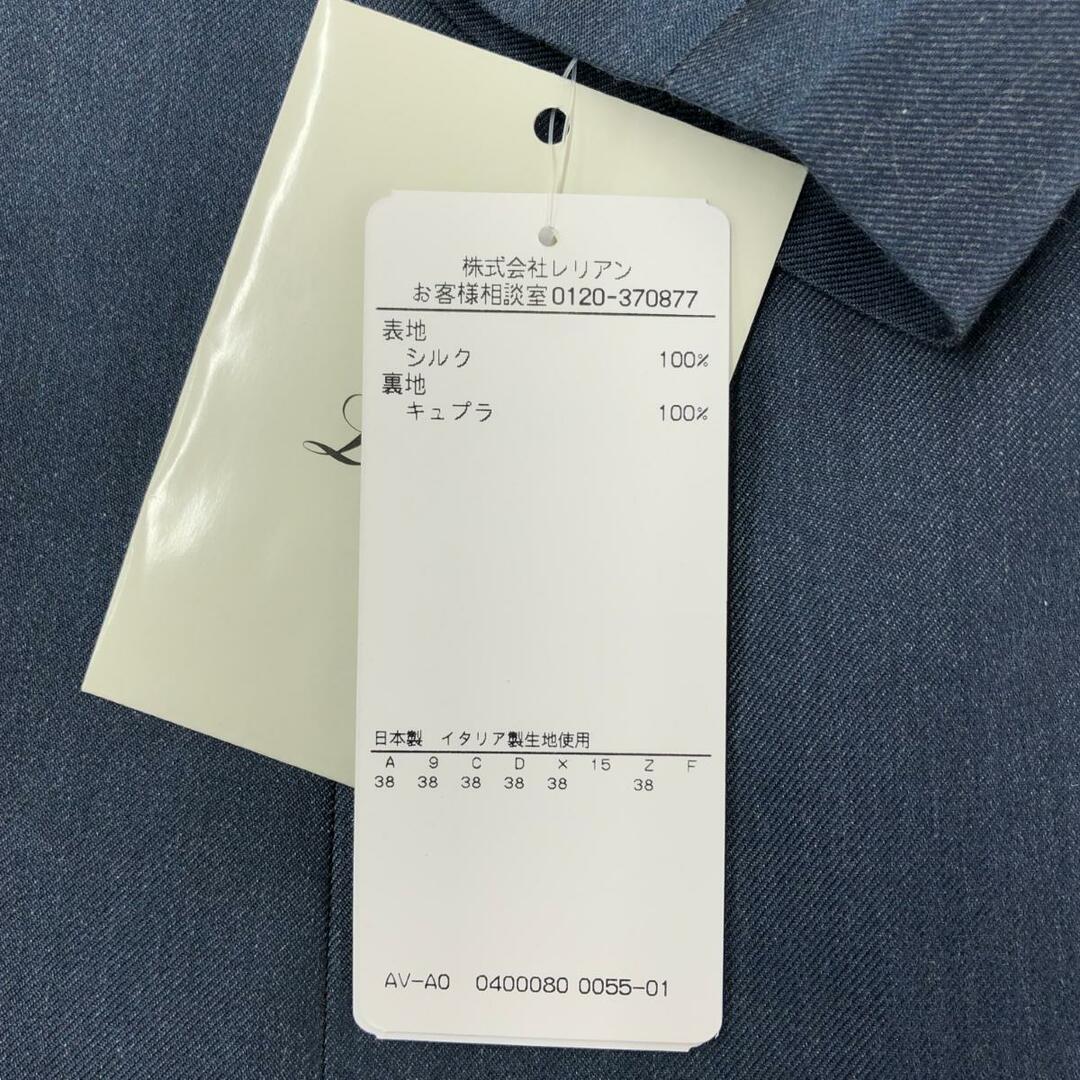 株式会社レリアン
お客様相談室0120-370877
表地
シルク 100%
裏地
キュプラ 100%
日本製 イタリア製生地使用
A 9 C D X 15 Z F
38 38 38 38 38 38
AV-A0 0400080 0055-01